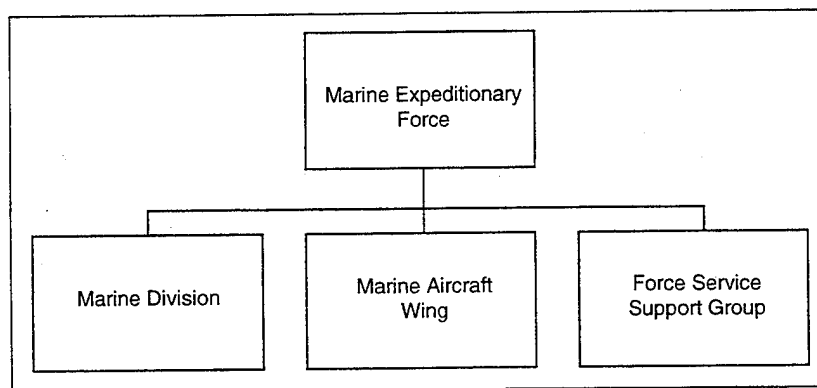 Marine Expeditionary
Force
Marine Division
Marine Aircraft
Wing
Force Service
Support Group